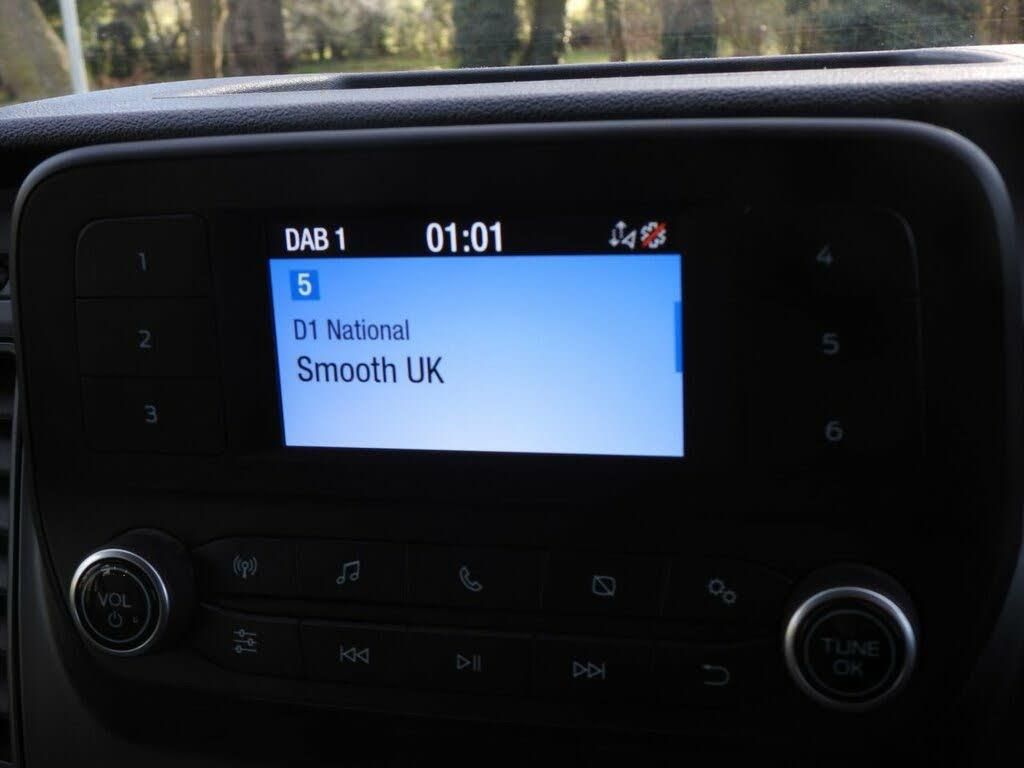 DAB 1 01:01
5
D1 National
Smooth UK
1
2
3
4
5
6
VOL
TUNE
OK